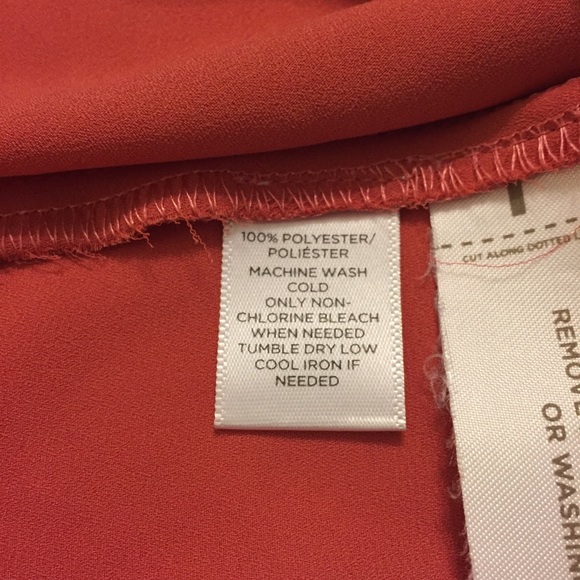 100% POLYESTER/
POLIÉSTER
MACHINE WASH
COLD
ONLY NON-
CHLORINE BLEACH
WHEN NEEDED
TUMBLE DRY LOW
COOL IRON IF
NEEDED
CUT ALONG DOTTED
REMOVE
OR WASHIN